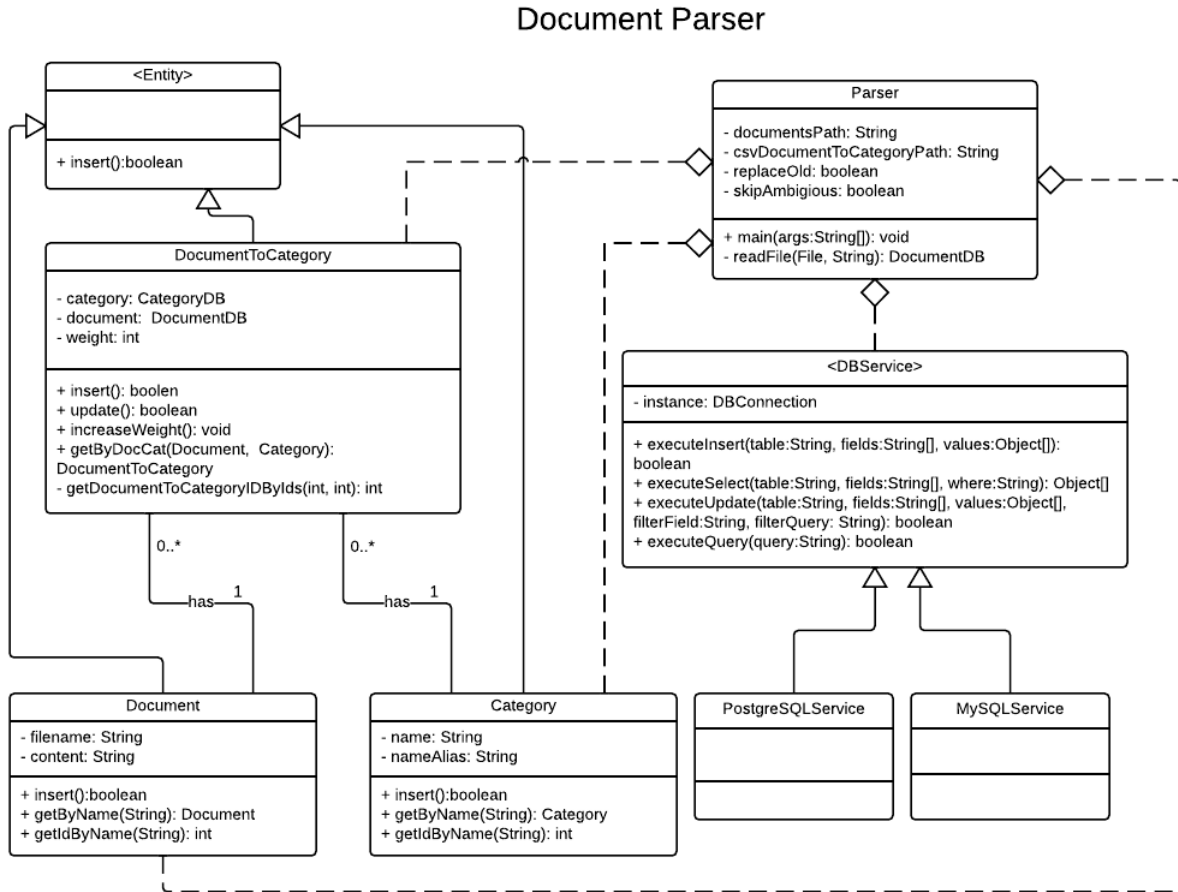 Document Parser
<Entity>
+ insert():boolean
Parser
- documentsPath: String
- csvDocumentToCategoryPath: String
- replaceOld: boolean
- skipAmbigious: boolean
+ main(args:String[]): void
- readFile(File, String): DocumentDB
DocumentToCategory
- category: CategoryDB
- document:  DocumentDB
- weight: int
+ insert(): boolen
+ update(): boolean
+ increaseWeight(): void
+ getByDocCat(Document,  Category):
DocumentToCategory
- getDocumentToCategoryIDByIds(int, int): int
<DBService>
- instance: DBConnection
+ executeInsert(table:String, fields:String[], values:Object[]):
boolean
+ executeSelect(table:String, fields:String[], where:String): Object[]
+ executeUpdate(table:String, fields:String[], values:Object[],
filterField:String, filterQuery: String): boolean
+ executeQuery(query:String): boolean
0..*
0..*
has
1
has
1
Document
- filename: String
- content: String
+ insert():boolean
+ getByName(String): Document
+ getIdByName(String): int
Category
- name: String
- nameAlias: String
+ insert():boolean
+ getByName(String): Category
+ getIdByName(String): int
PostgreSQLService
MySQLService